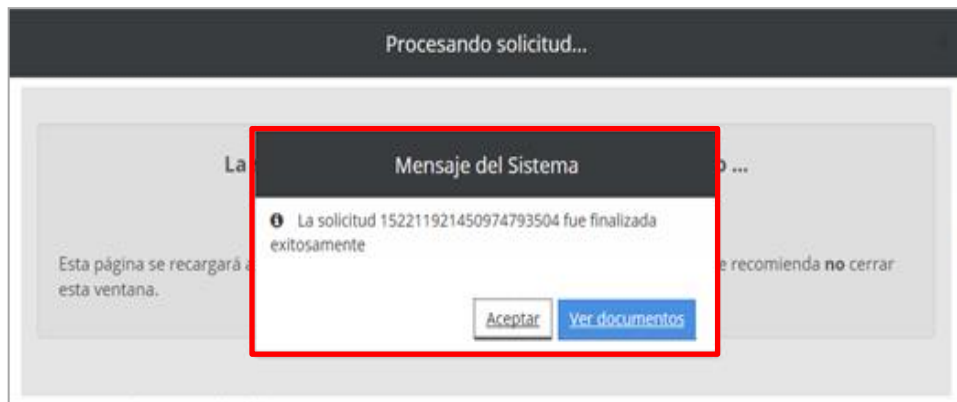 Procesando solicitud...
La
Mensaje del Sistema
...
La solicitud 152211921450974793504 fue finalizada
exitosamente
Esta página se recargará
e recomienda no cerrar
esta ventana.
Aceptar
Ver documentos